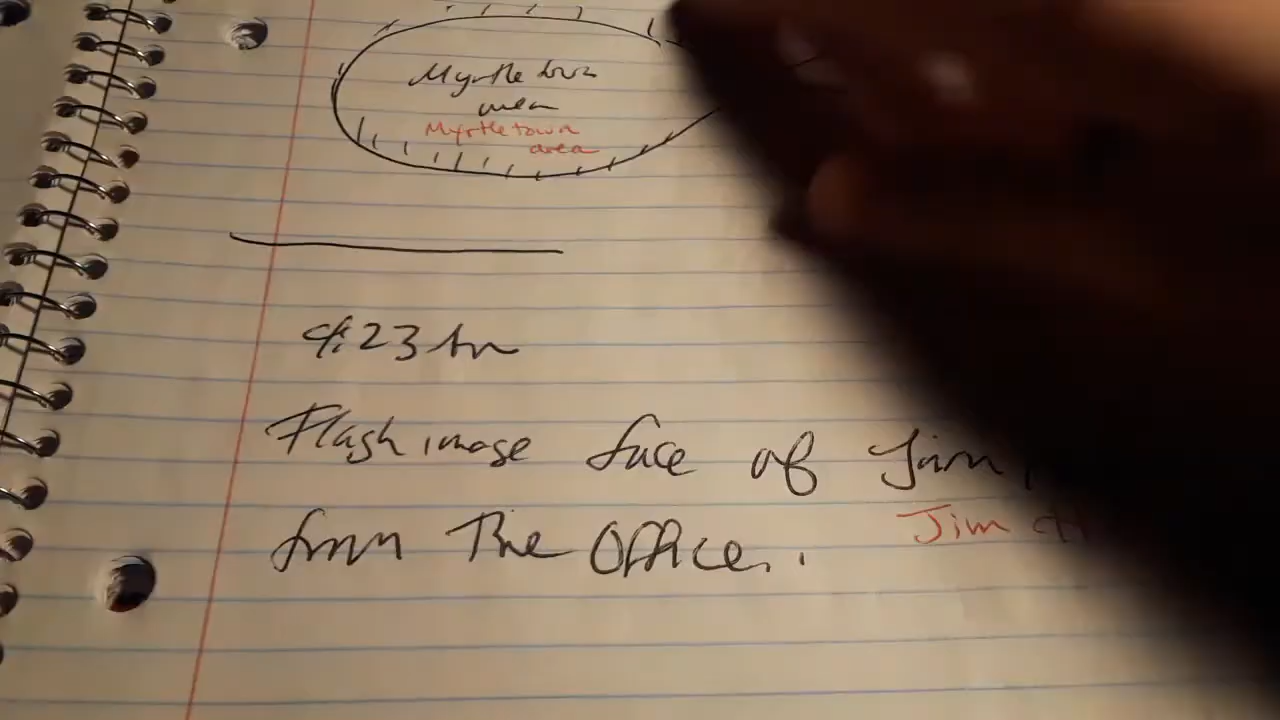 Myrtle town
area
Myrtletown
area
4:23 am
Flash image face of Jim
Jim
from The Office.